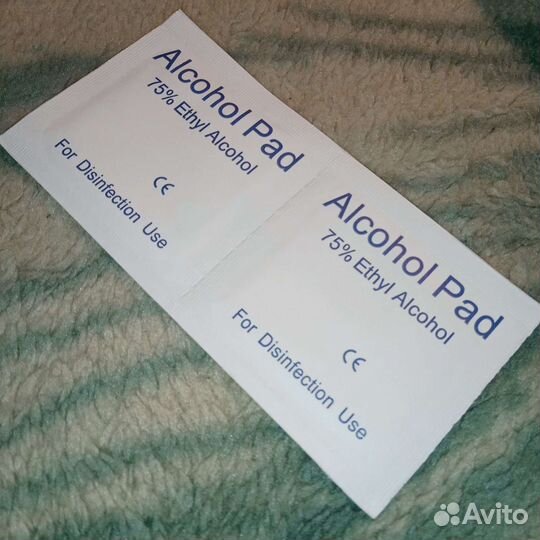 Alcohol Pad
75% Ethyl Alcohol
CE
For Disinfection Use
Alcohol Pad
75% Ethyl Alcohol
CE
For Disinfection Use
Avito